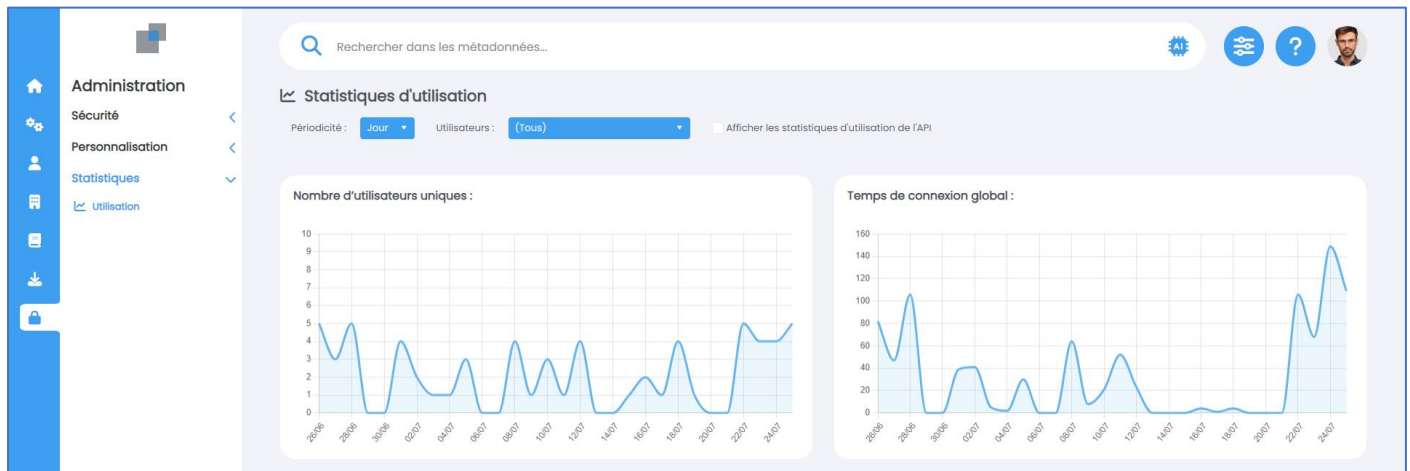 Rechercher dans les métadonnées...
AI
?
Administration
Sécurité
Personnalisation
Statistiques
Utilisation
Statistiques d'utilisation
Périodicité : Jour Utilisateurs : (Tous) Afficher les statistiques d'utilisation de l'API
Nombre d'utilisateurs uniques :
10
9
8
7
6
5
4
3
2
1
0
26/06 28/06 30/06 02/07 04/07 06/07 08/07 10/07 12/07 14/07 16/07 18/07 20/07 22/07 24/07
Temps de connexion global :
160
140
120
100
80
60
40
20
0
26/06 28/06 30/06 02/07 04/07 06/07 08/07 10/07 12/07 14/07 16/07 18/07 20/07 22/07 24/07